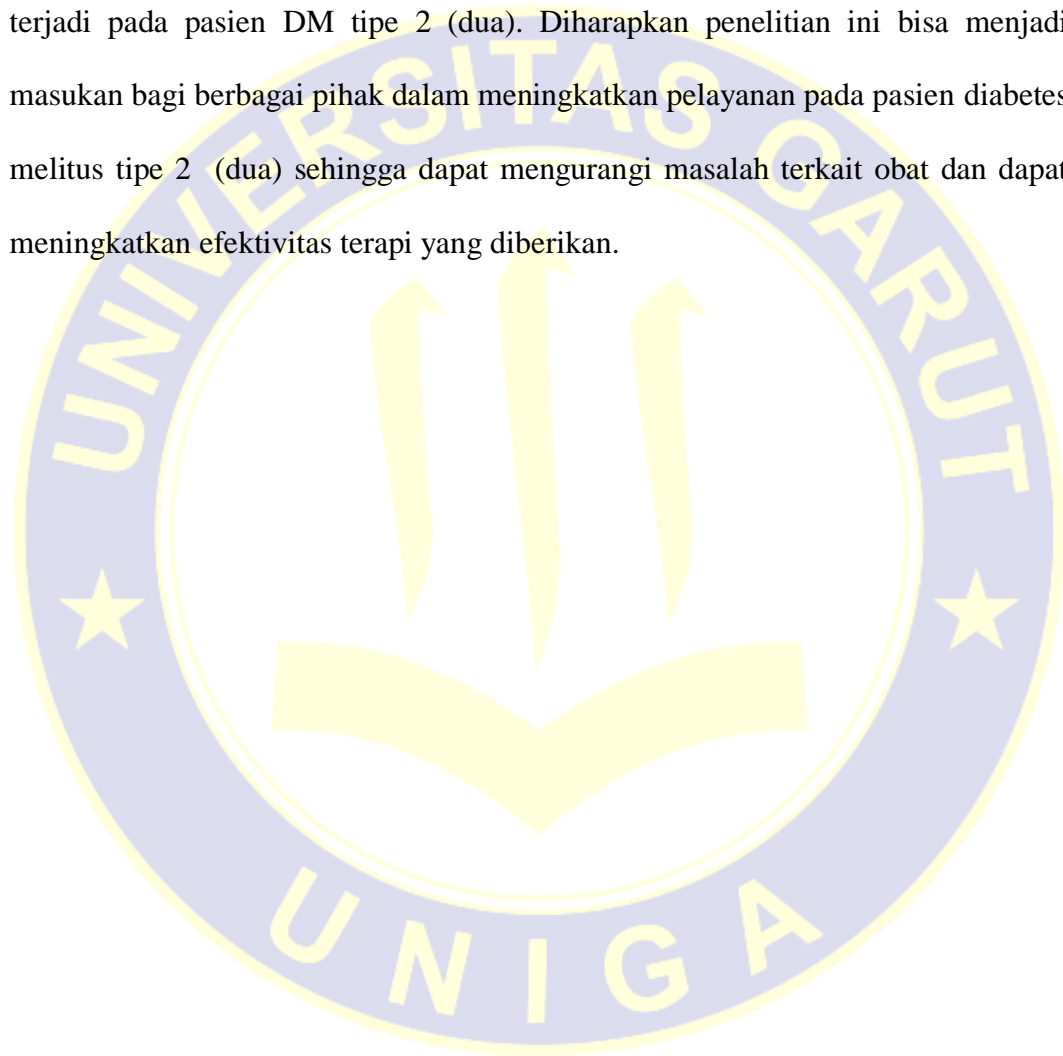 terjadi pada pasien DM tipe 2 (dua). Diharapkan penelitian ini bisa menjadi
masukan bagi berbagai pihak dalam meningkatkan pelayanan pada pasien diabetes
melitus tipe 2 (dua) sehingga dapat mengurangi masalah terkait obat dan dapat
meningkatkan efektivitas terapi yang diberikan.
UNIVERSITAS GARUT
UNIGA